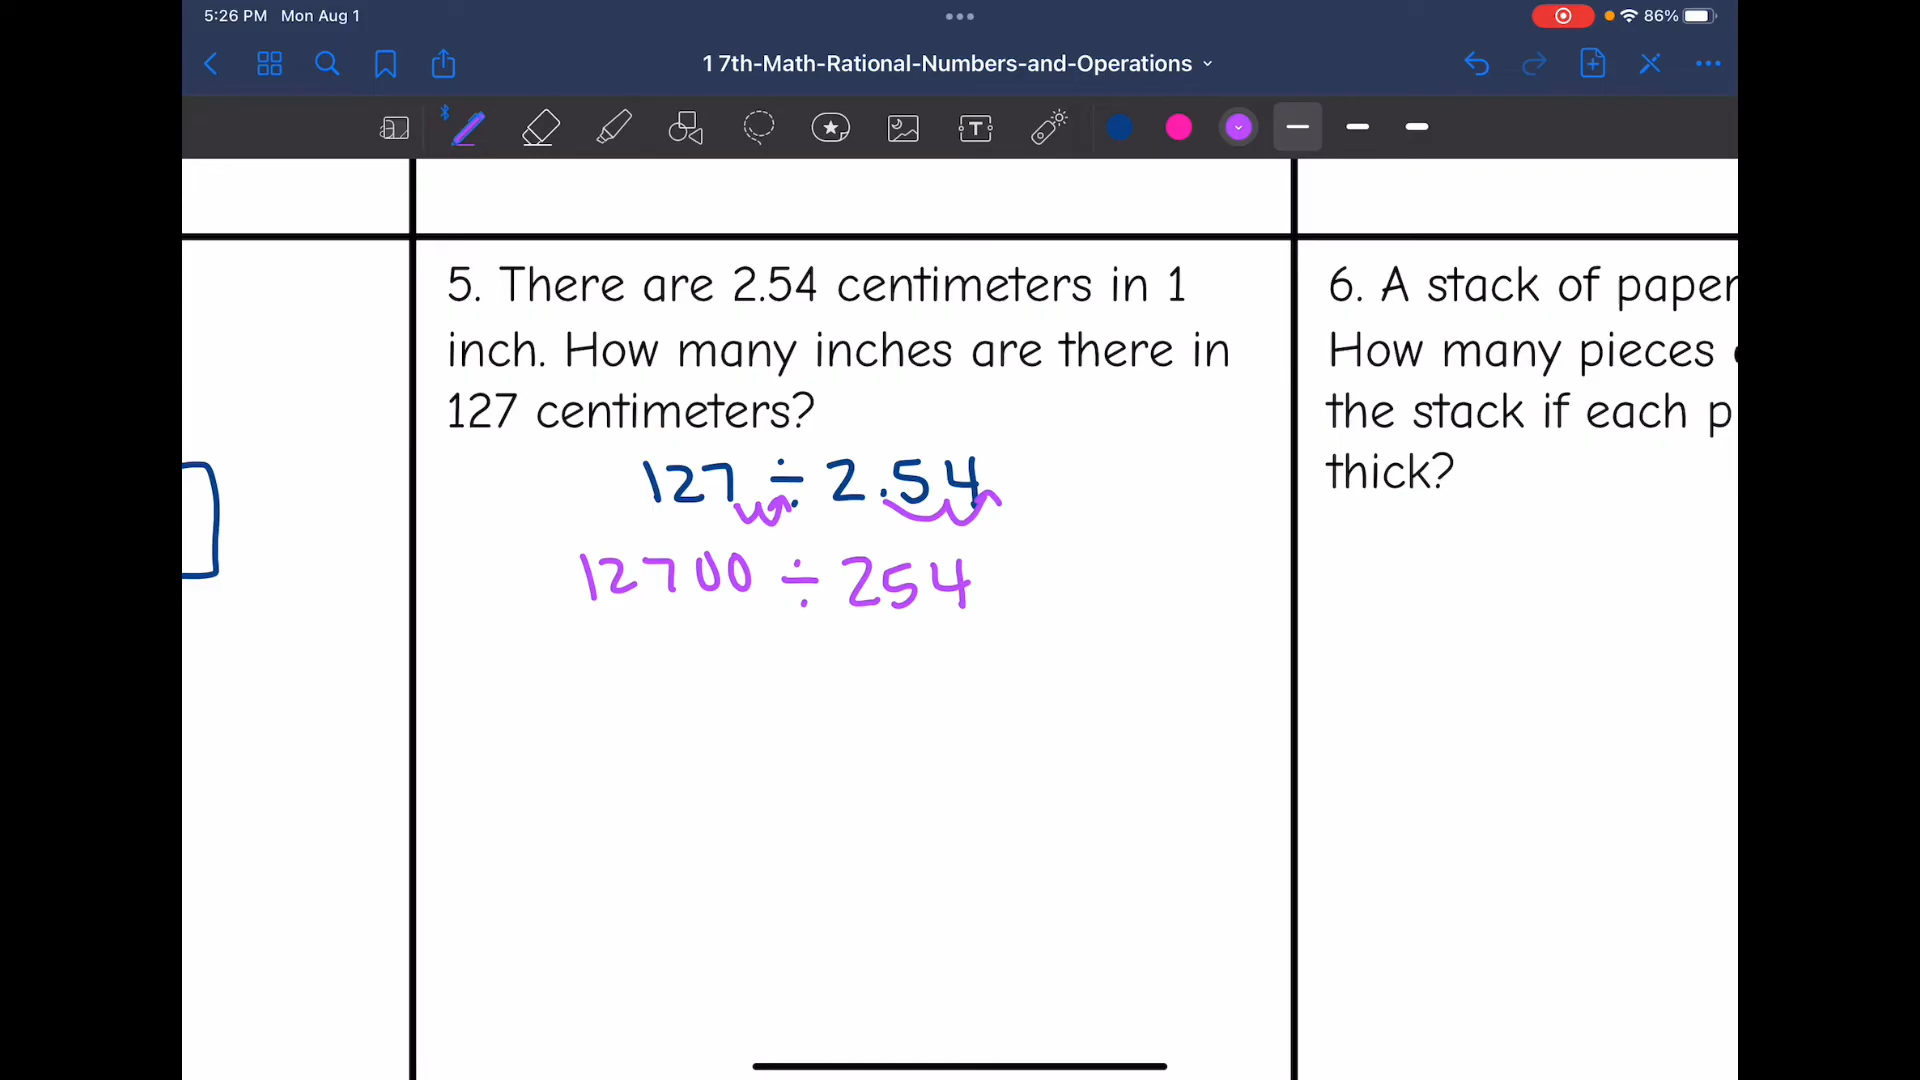 5:26 PM Mon Aug 1
86%
1 7th-Math-Rational-Numbers-and-Operations
5. There are 2.54 centimeters in 1
inch. How many inches are there in
127 centimeters?
127 ÷ 2.54
12700 ÷ 254
6. A stack of paper
How many pieces
the stack if each p
thick?